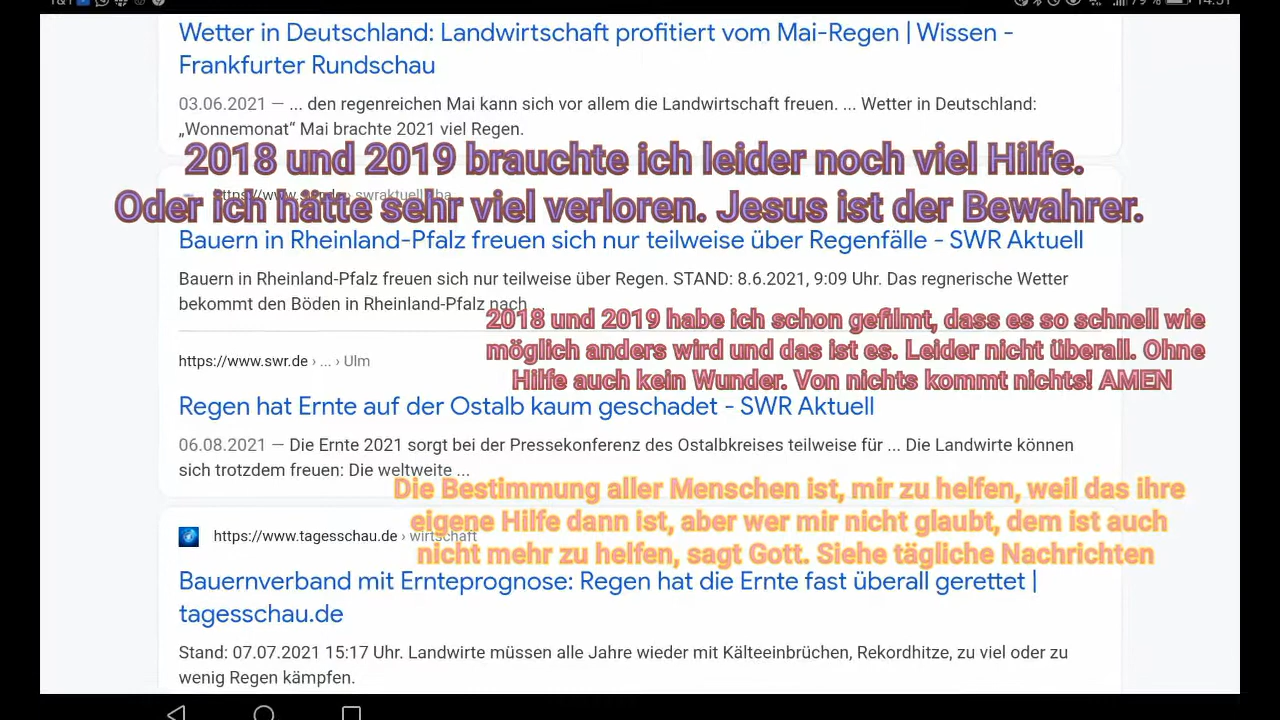 79 %
14:51
Wetter in Deutschland: Landwirtschaft profitiert vom Mai-Regen | Wissen -
Frankfurter Rundschau
03.06.2021 — ... den regenreichen Mai kann sich vor allem die Landwirtschaft freuen. ... Wetter in Deutschland:
„Wonnemonat“ Mai brachte 2021 viel Regen.
2018 und 2019 brauchte ich leider noch viel Hilfe.
Oder ich hätte sehr viel verloren. Jesus ist der Bewahrer.
Bauern in Rheinland-Pfalz freuen sich nur teilweise über Regenfälle - SWR Aktuell
Bauern in Rheinland-Pfalz freuen sich nur teilweise über Regen. STAND: 8.6.2021, 9:09 Uhr. Das regnerische Wetter
bekommt den Böden in Rheinland-Pfalz nach
2018 und 2019 habe ich schon gefilmt, dass es so schnell wie
möglich anders wird und das ist es. Leider nicht überall. Ohne
Hilfe auch kein Wunder. Von nichts kommt nichts! AMEN
https://www.swr.de › ... › Ulm
Regen hat Ernte auf der Ostalb kaum geschadet - SWR Aktuell
06.08.2021 — Die Ernte 2021 sorgt bei der Pressekonferenz des Ostalbkreises teilweise für ... Die Landwirte können
sich trotzdem freuen: Die weltweite ...
Die Bestimmung aller Menschen ist, mir zu helfen, weil das ihre
eigene Hilfe dann ist, aber wer mir nicht glaubt, dem ist auch
nicht mehr zu helfen, sagt Gott. Siehe tägliche Nachrichten
https://www.tagesschau.de › wirtschaft
Bauernverband mit Ernteprognose: Regen hat die Ernte fast überall gerettet |
tagesschau.de
Stand: 07.07.2021 15:17 Uhr. Landwirte müssen alle Jahre wieder mit Kälteeinbrüchen, Rekordhitze, zu viel oder zu
wenig Regen kämpfen.